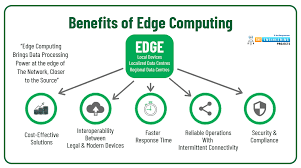 Benefits of Edge Computing
"Edge Computing
Brings Data Processing
Power at the edge of
The Network, Closer
to the Source"
EDGE
Local Devices
Localized Data Centres
Regional Data Centres
Cost-Effective
Solutions
Interoperability
Between
Legal & Modern Devices
Faster
Response Time
Reliable Operations
With
Intermittent Connectivity
Security &
Compliance